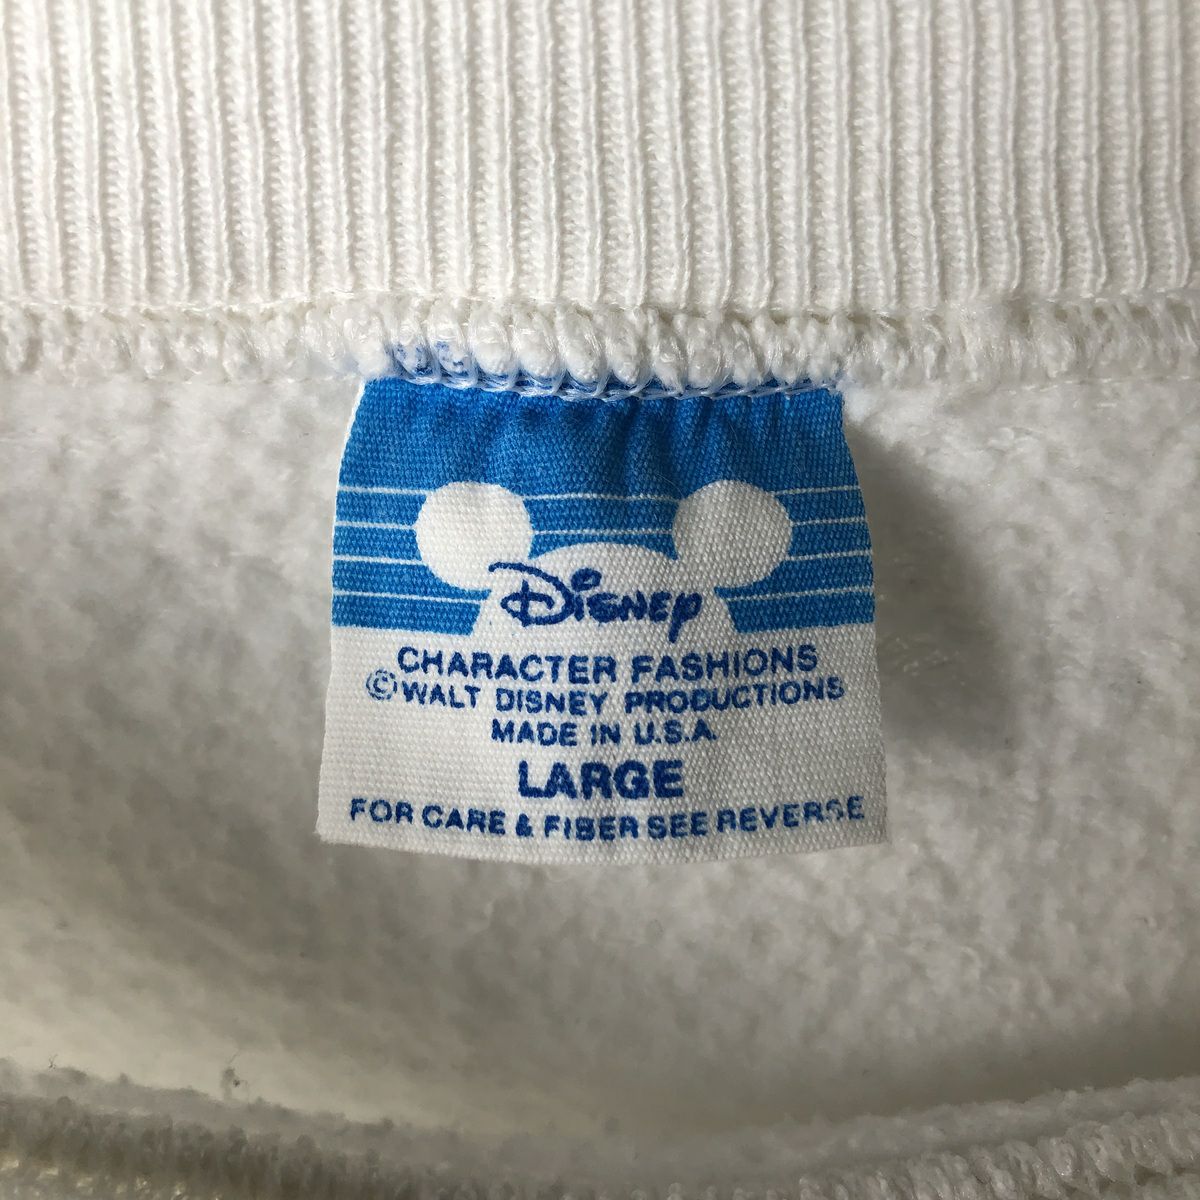 Disney
CHARACTER FASHIONS
© WALT DISNEY PRODUCTIONS
MADE IN U.S.A.
LARGE
FOR CARE & FIBER SEE REVERSE